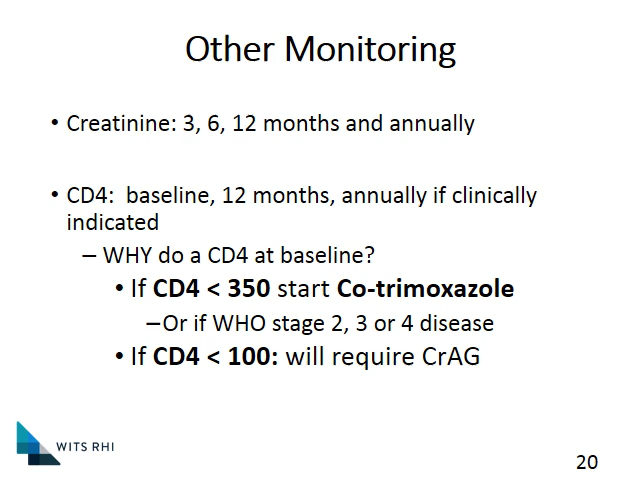 Other Monitoring
• Creatinine: 3, 6, 12 months and annually
• CD4: baseline, 12 months, annually if clinically
indicated
– WHY do a CD4 at baseline?
• If CD4 < 350 start Co-trimoxazole
–Or if WHO stage 2, 3 or 4 disease
• If CD4 < 100: will require CrAG
WITS RHI
20